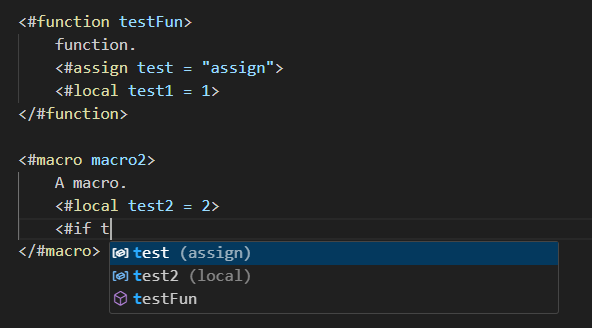 <#function testFun>
    function.
    <#assign test = "assign">
    <#local test1 = 1>
</#function>

<#macro macro2>
    A macro.
    <#local test2 = 2>
    <#if t
test (assign)
</#macro>
test2 (local)
testFun